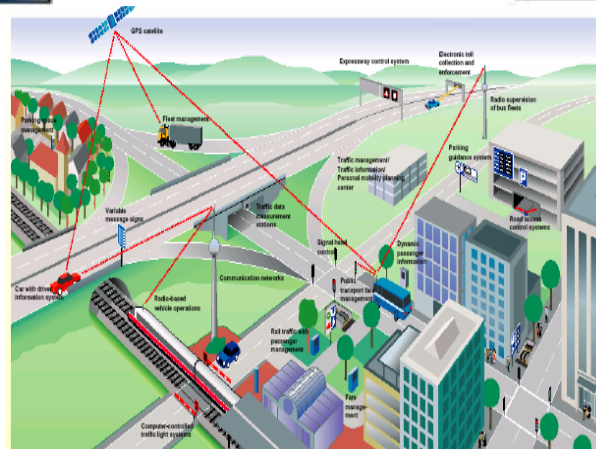 GPS satellite
Electronic toll
collection and
enforcement
Expressway control system
Radio supervision
of bus fleets
Parking space
management
Fleet management
Parking
guidance system
Traffic management/
Traffic information/
Personal mobility planning
center
Variable
message signs
Traffic data
measurement
stations
Road access
control systems
Signal head
control
Dynamic
passenger
information
Car with driver
information system
Communication networks
Radio-based
vehicle operations
Public
transport fleet
management
Rail traffic with
passenger
management
Fare
manage-
ment
Computer-controlled
traffic light systems